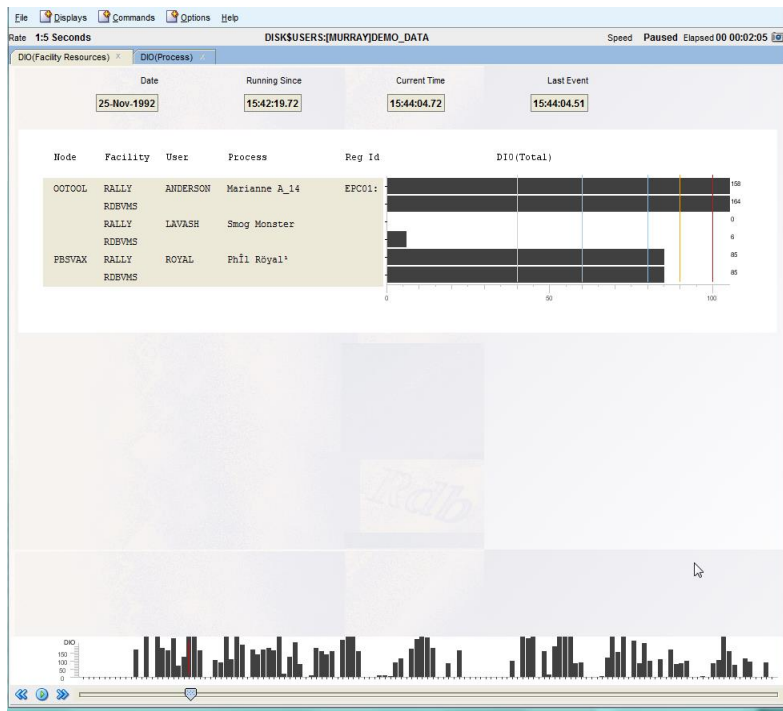 File Displays Commands Options Help
Rate 1:5 Seconds DISK$USERS:[MURRAY]DEMO_DATA Speed Paused Elapsed 00 00:02:05
DIO(Facility Resources) x DIO(Process) x
Date Running Since Current Time Last Event
25-Nov-1992 15:42:19.72 15:44:04.72 15:44:04.51
Node Facility User Process Reg Id DIO(Total)
OOTOOL RALLY ANDERSON Marianne A_14 EPC01: 158
RDBVMS 164
RALLY LAVASH Smog Monster 0
RDBVMS 6
PBSVAX RALLY ROYAL PhÎl Röyal¹ 85
RDBVMS 85
0 50 100
Rdb
DIO
150
100
50
0